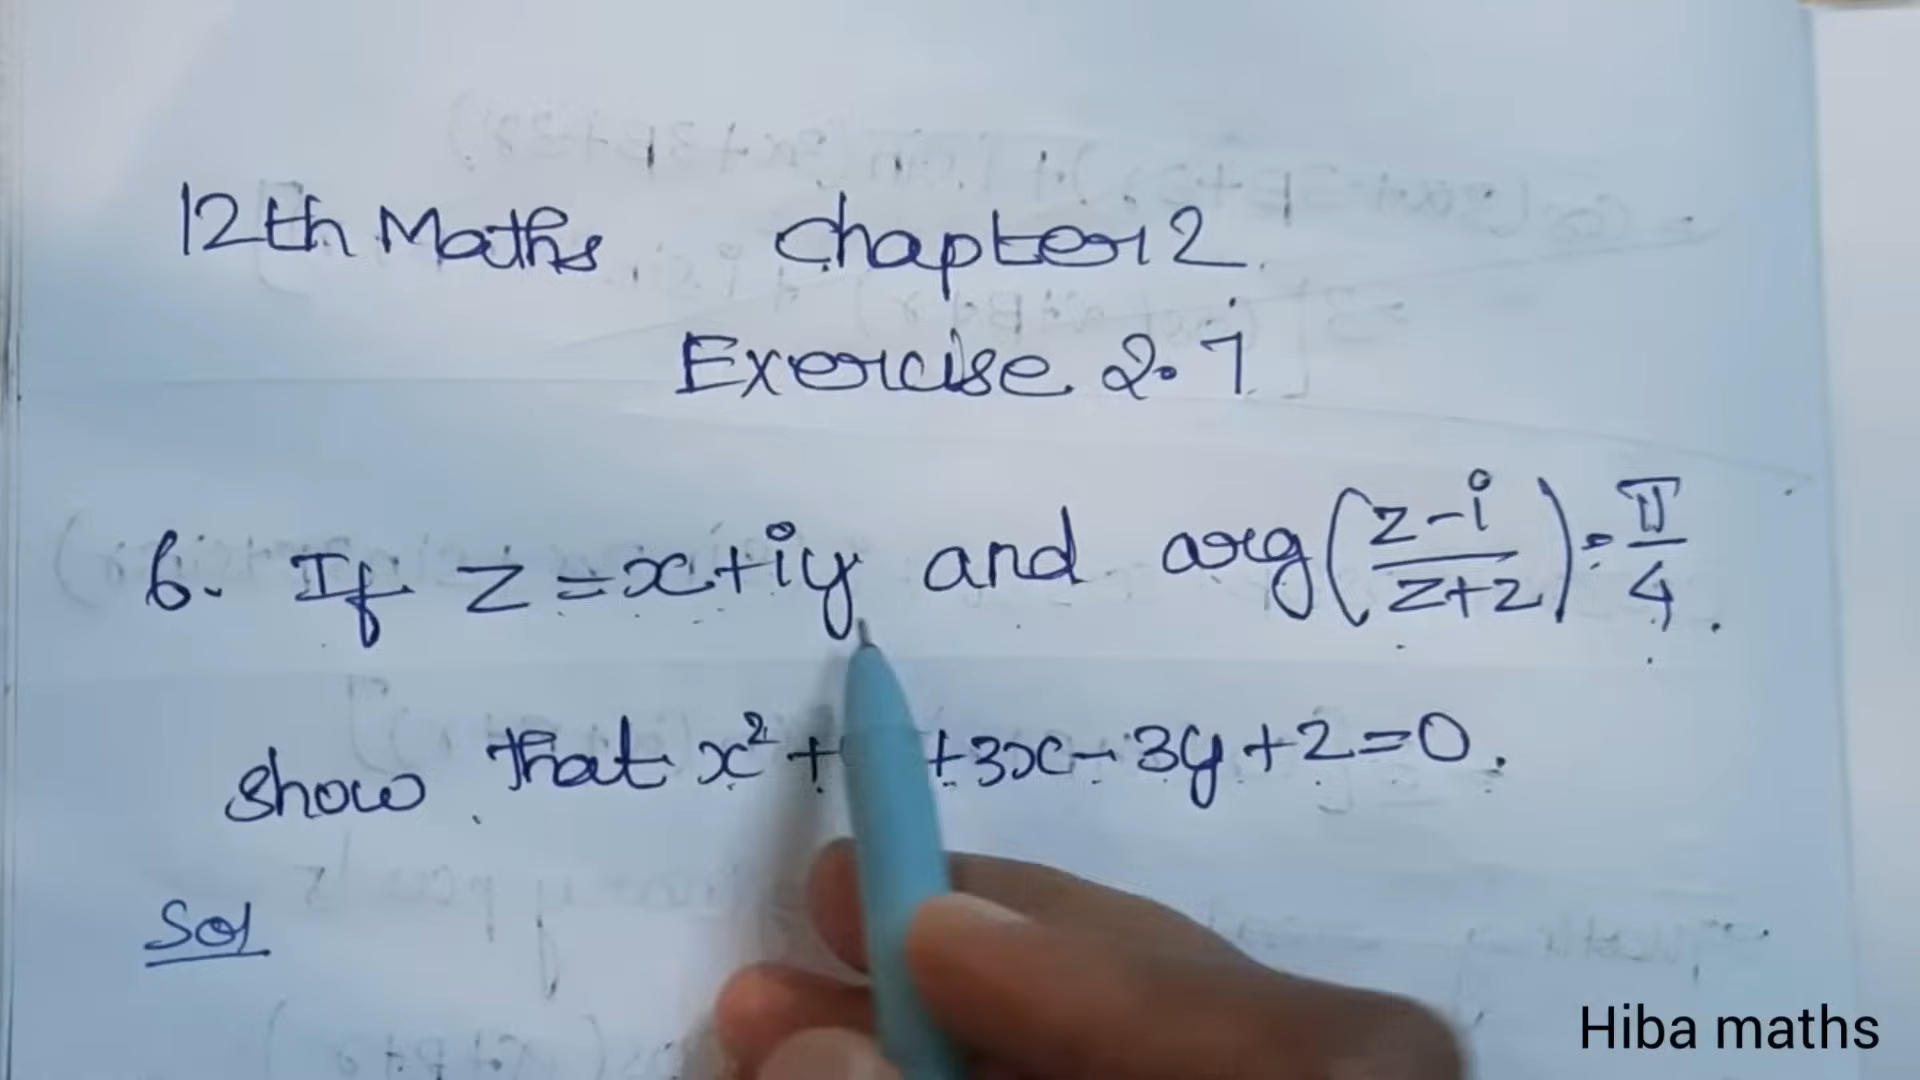 12th Maths Chapter 2
Exercise 2.7
6. If z = x+iy and arg(z-i/z+2) = π/4.
show that x²+ +3x-3y+2=0.
Sol
Hiba maths